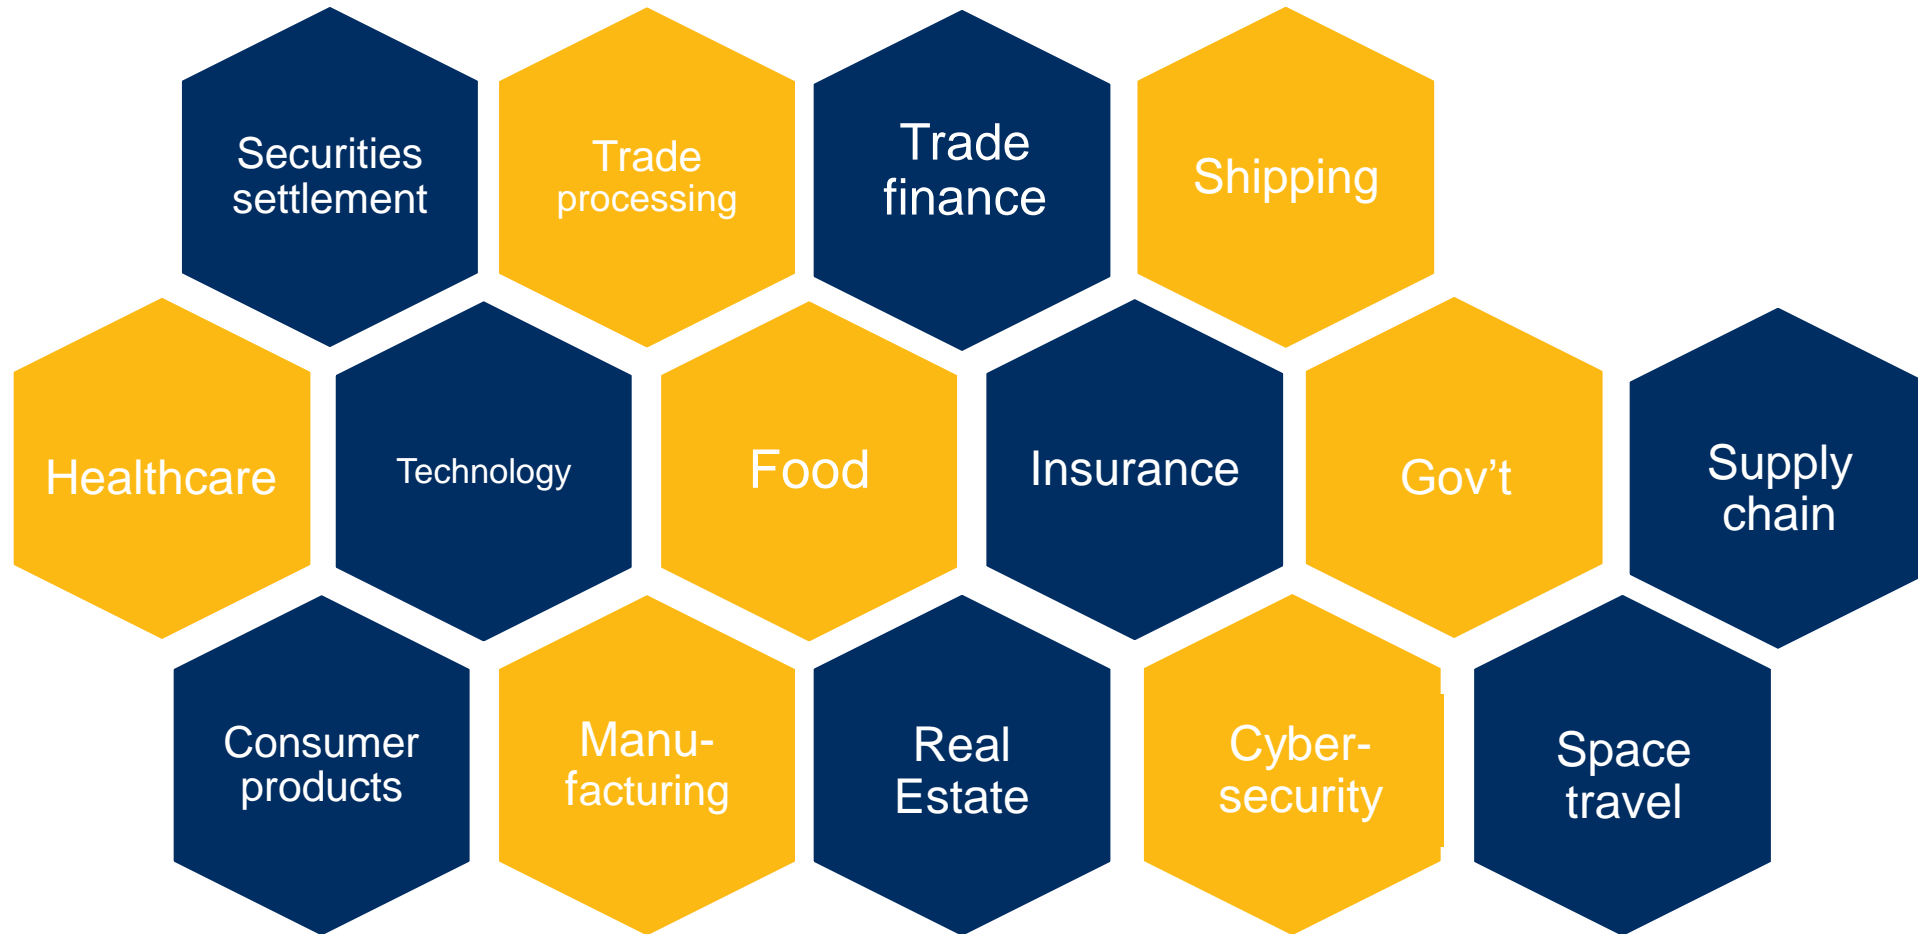 Securities
settlement
Trade
processing
Trade
finance
Shipping
Healthcare
Technology
Food
Insurance
Gov’t
Supply
chain
Consumer
products
Manu-
facturing
Real
Estate
Cyber-
security
Space
travel